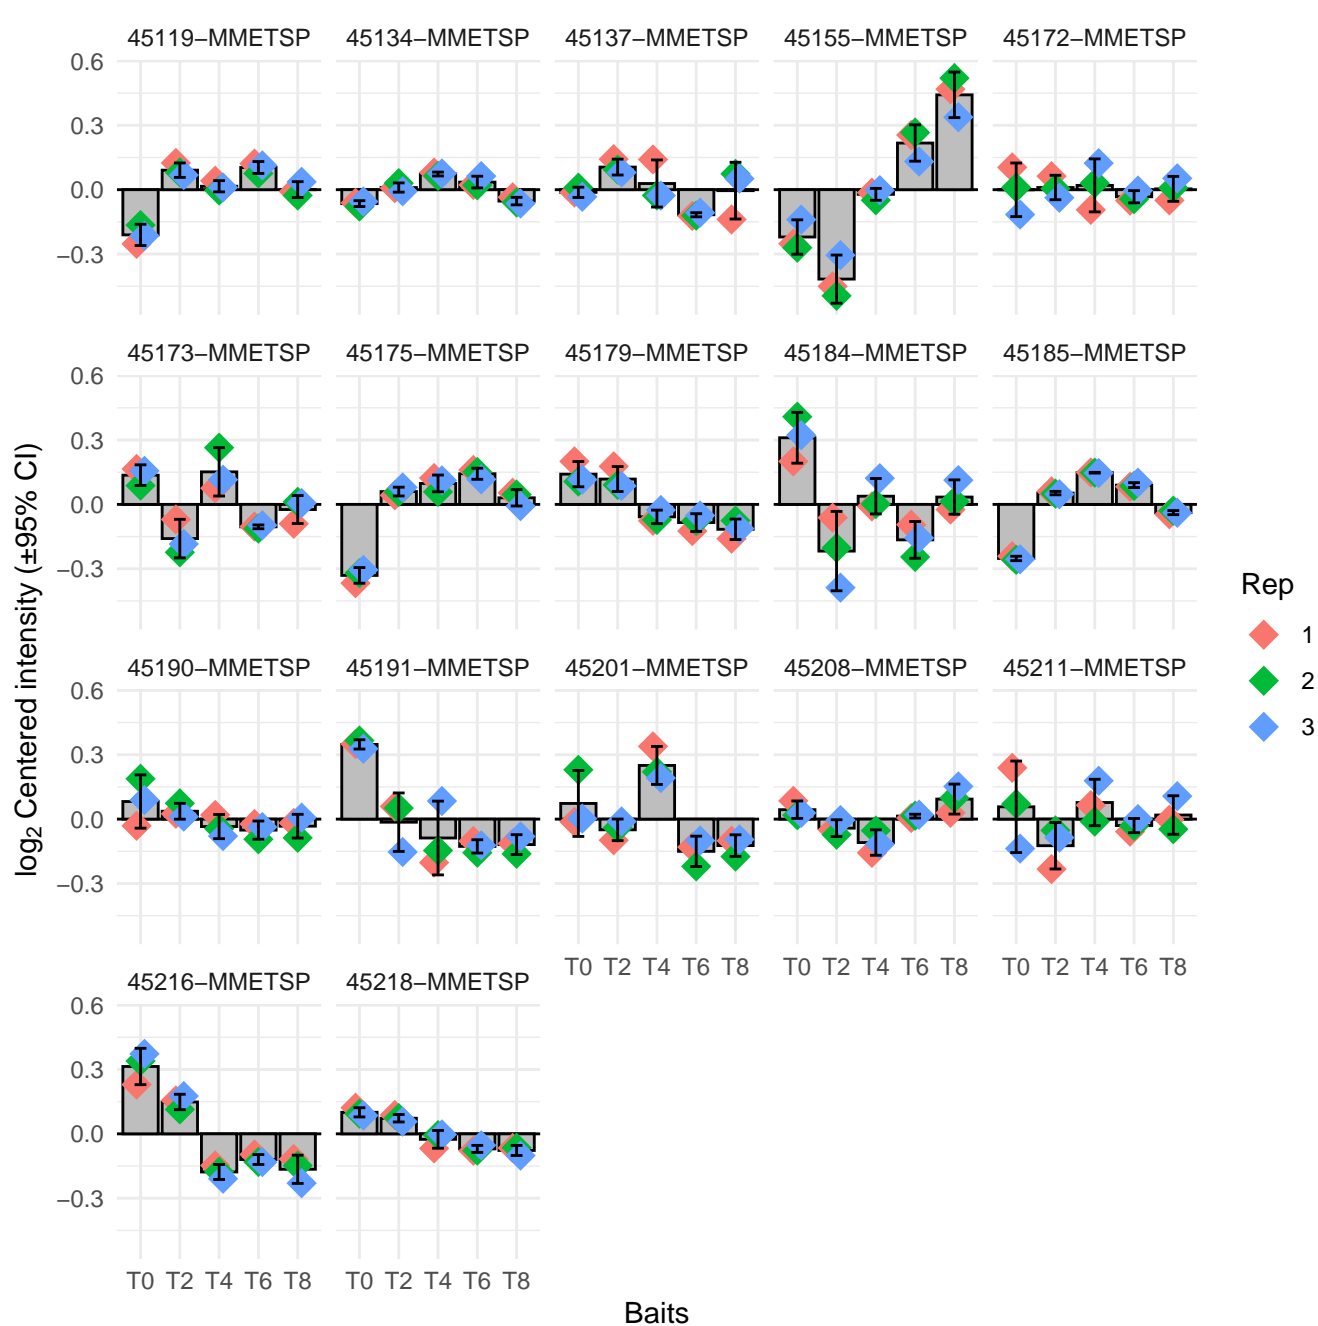 45119−MMETSP 45134−MMETSP 45137−MMETSP 45155−MMETSP 45172−MMETSP
0.6
0.3
0.0
−0.3
45173−MMETSP 45175−MMETSP 45179−MMETSP 45184−MMETSP 45185−MMETSP
0.6
0.3
0.0
−0.3
log2 Centered intensity (±95% CI)
Rep
1
2
3
45190−MMETSP 45191−MMETSP 45201−MMETSP 45208−MMETSP 45211−MMETSP
0.6
0.3
0.0
−0.3
T0 T2 T4 T6 T8 T0 T2 T4 T6 T8 T0 T2 T4 T6 T8
45216−MMETSP 45218−MMETSP
0.6
0.3
0.0
−0.3
T0 T2 T4 T6 T8 T0 T2 T4 T6 T8
Baits